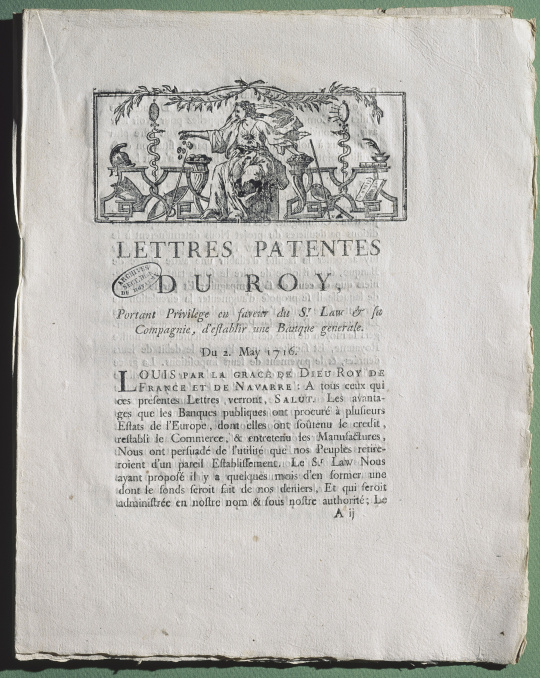 LETTRES PATENTES
DU ROY,
Portant Privilege en faveur du Sr. Law & sa
Compagnie, d'establir une Banque generale.
Du 2. May 1716.
LOUIS PAR LA GRACE DE DIEU ROY DE
FRANCE ET DE NAVARRE: A tous ceux qui
ces presentes Lettres verront, SALUT. Les avanta-
ges que les Banques publiques ont procuré à plusieurs
Estats de l'Europe, dont elles ont soûtenu le credit,
restabli le Commerce, & entretenu les Manufactures,
Nous ont persuadé de l'utilité que nos Peuples retire-
roient d'un pareil Establissement. Le Sr. Law Nous
ayant proposé il y a quelques mois d'en former une
dont le fonds seroit fait de nos deniers, Et qui seroit
administrée en nostre nom & sous nostre authorité; Le
A ij